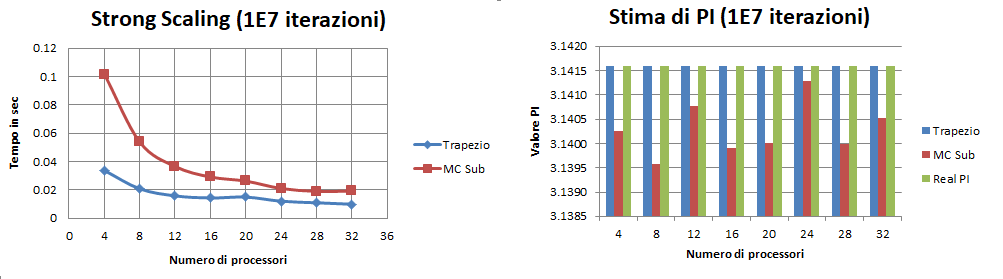 Strong Scaling (1E7 iterazioni)
Tempo in sec
0.12
0.1
0.08
0.06
0.04
0.02
0
0 4 8 12 16 20 24 28 32 36
Numero di processori
Trapezio
MC Sub
Stima di PI (1E7 iterazioni)
Valore PI
3.1420
3.1415
3.1410
3.1405
3.1400
3.1395
3.1390
3.1385
4 8 12 16 20 24 28 32
Numero di processori
Trapezio
MC Sub
Real PI